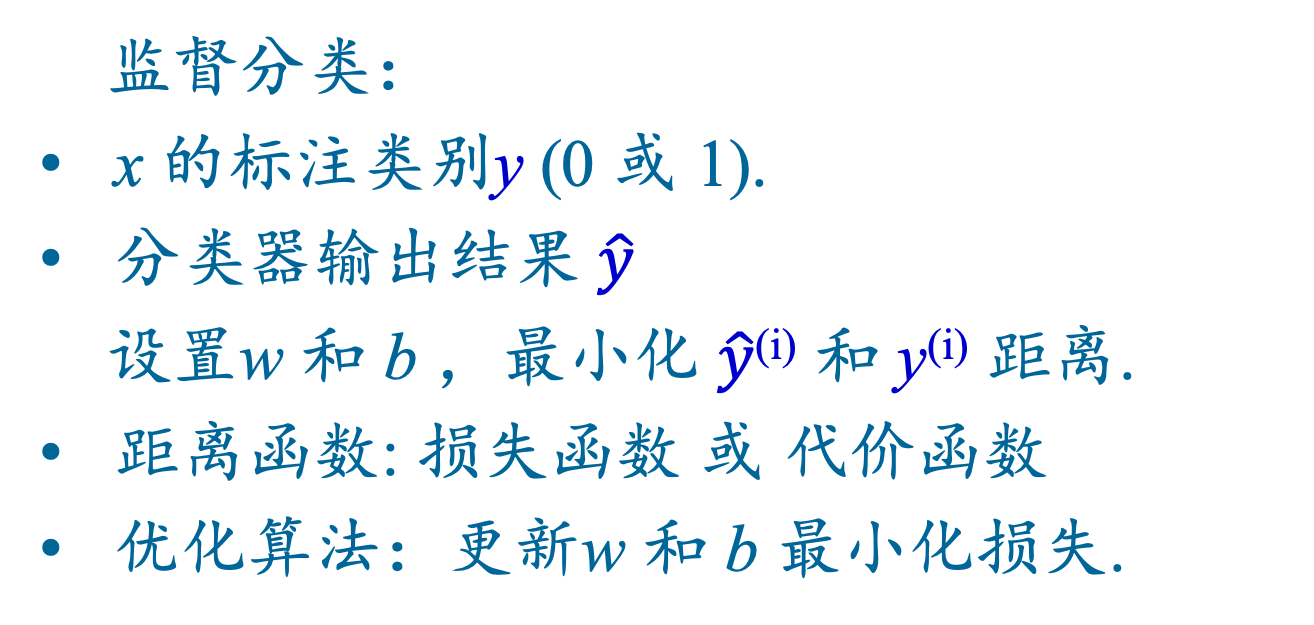 监督分类：
• x 的标注类别y (0 或 1).
• 分类器输出结果 ŷ
设置w 和 b ，最小化 ŷ⁽ⁱ⁾ 和 y⁽ⁱ⁾ 距离.
• 距离函数: 损失函数 或 代价函数
• 优化算法：更新w 和 b 最小化损失.